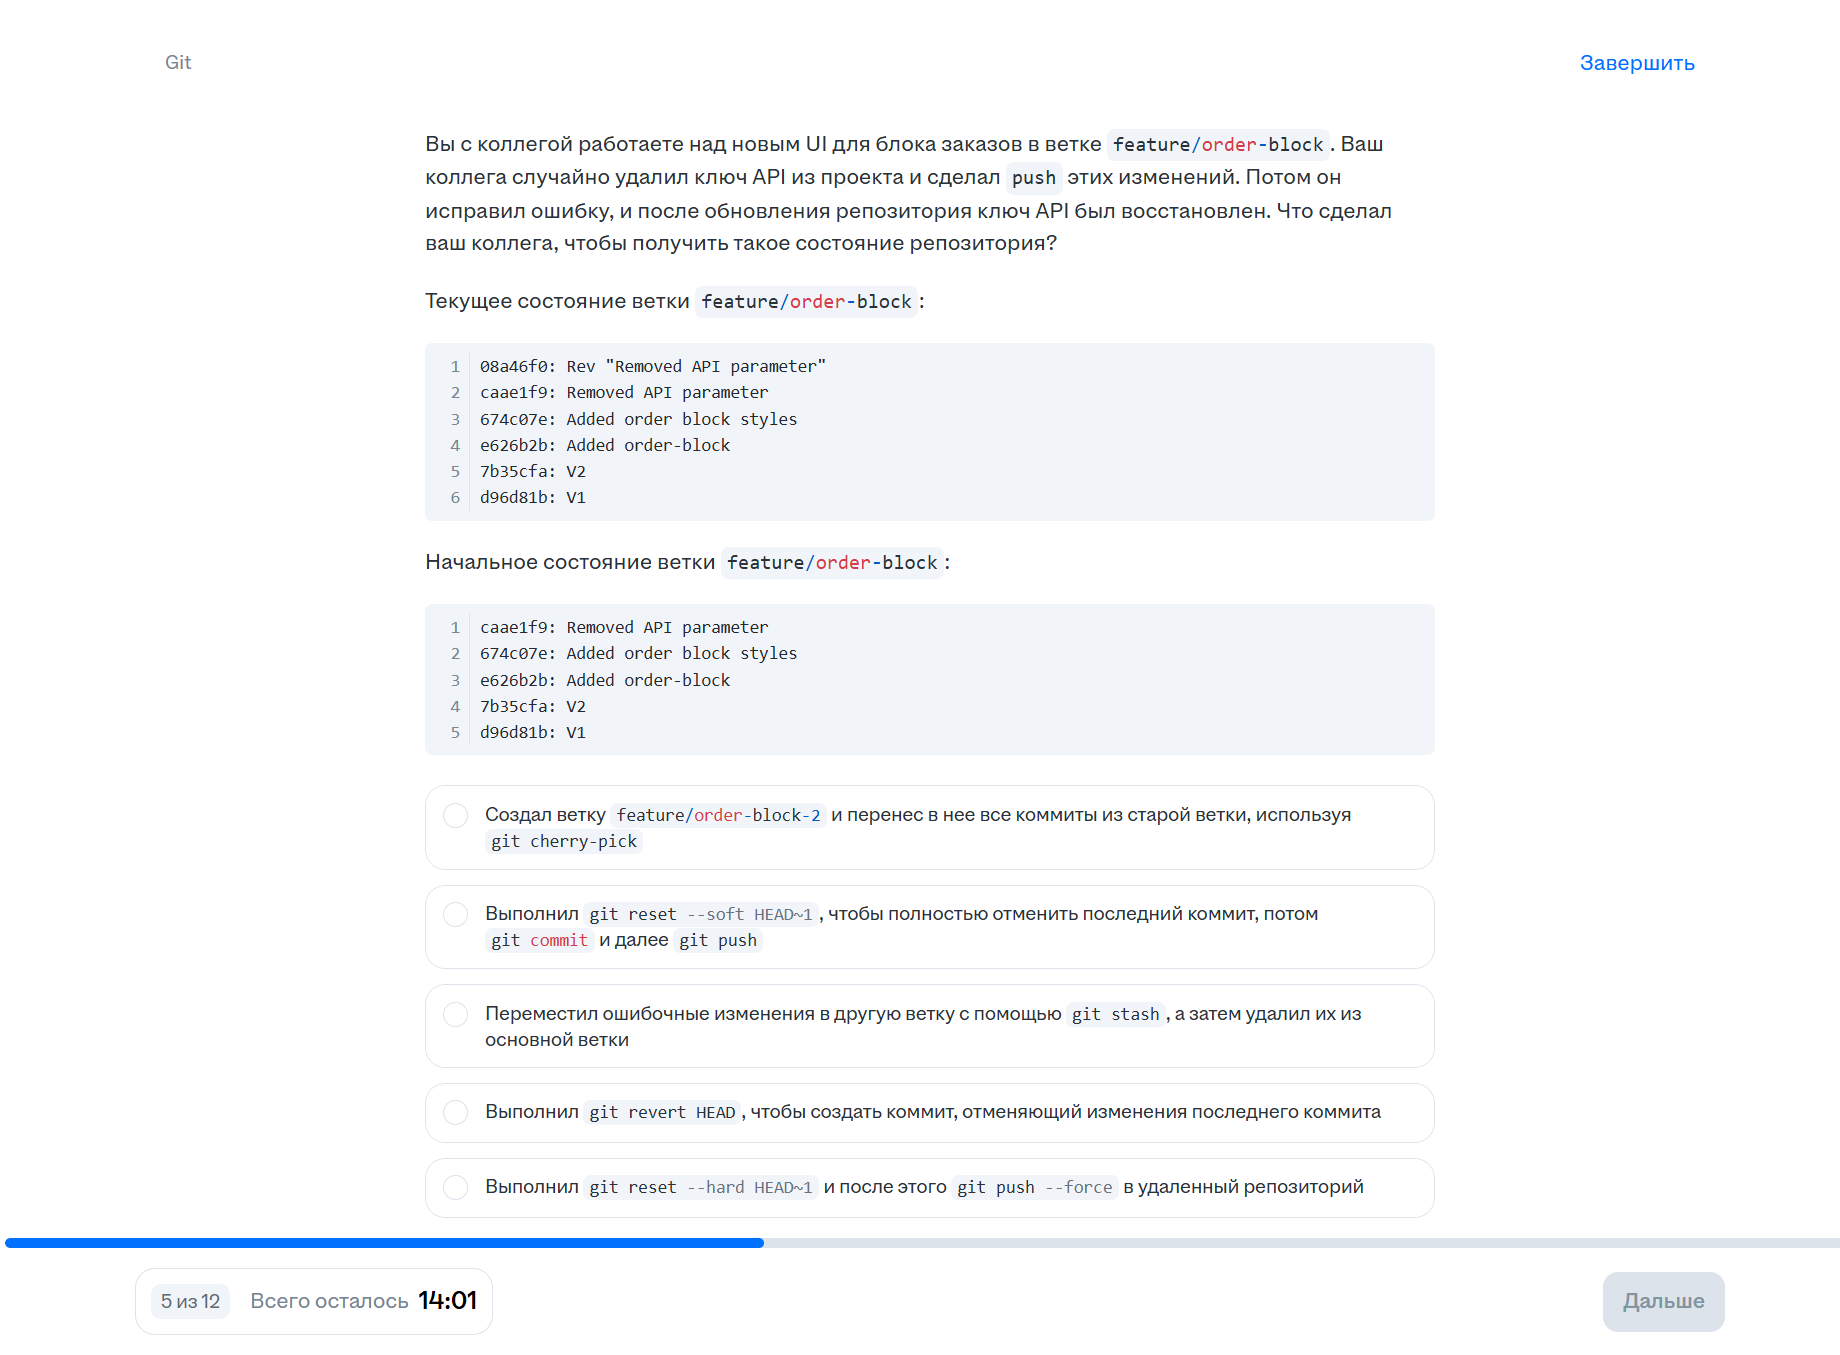 Git
Завершить
Вы с коллегой работаете над новым UI для блока заказов в ветке feature/order-block. Ваш
коллега случайно удалил ключ API из проекта и сделал push этих изменений. Потом он
исправил ошибку, и после обновления репозитория ключ API был восстановлен. Что сделал
ваш коллега, чтобы получить такое состояние репозитория?
Текущее состояние ветки feature/order-block:
1 08a46f0: Rev "Removed API parameter"
2 caae1f9: Removed API parameter
3 674c07e: Added order block styles
4 e626b2b: Added order-block
5 7b35cfa: V2
6 d96d81b: V1
Начальное состояние ветки feature/order-block:
1 caae1f9: Removed API parameter
2 674c07e: Added order block styles
3 e626b2b: Added order-block
4 7b35cfa: V2
5 d96d81b: V1
Создал ветку feature/order-block-2 и перенес в нее все коммиты из старой ветки, используя
git cherry-pick
Выполнил git reset --soft HEAD~1, чтобы полностью отменить последний коммит, потом
git commit и далее git push
Переместил ошибочные изменения в другую ветку с помощью git stash, а затем удалил их из
основной ветки
Выполнил git revert HEAD, чтобы создать коммит, отменяющий изменения последнего коммита
Выполнил git reset --hard HEAD~1 и после этого git push --force в удаленный репозиторий
5 из 12 Всего осталось 14:01
Дальше